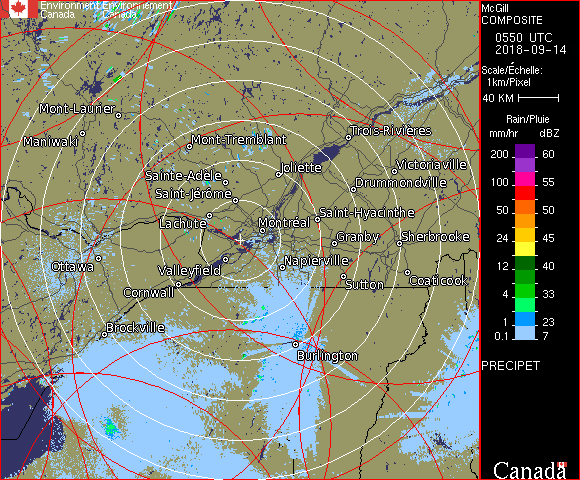 Environment Environnement
Canada Canada
McGill
COMPOSITE
0550 UTC
2018-09-14
Scale/Échelle:
1km/Pixel
40 KM
Rain/Pluie
mm/hr dBZ
200 60
100 55
50 50
24 45
12 40
4 33
1 23
0.1 7
PRECIPET
Canada
Mont-Laurier
Maniwaki
Mont-Tremblant
Trois-Rivières
Sainte-Adèle
Joliette
Victoriaville
Saint-Jérôme
Drummondville
Lachute
Montréal
Saint-Hyacinthe
Granby
Sherbrooke
Ottawa
Valleyfield
Napierville
Cornwall
Sutton
Coaticook
Brockville
Burlington